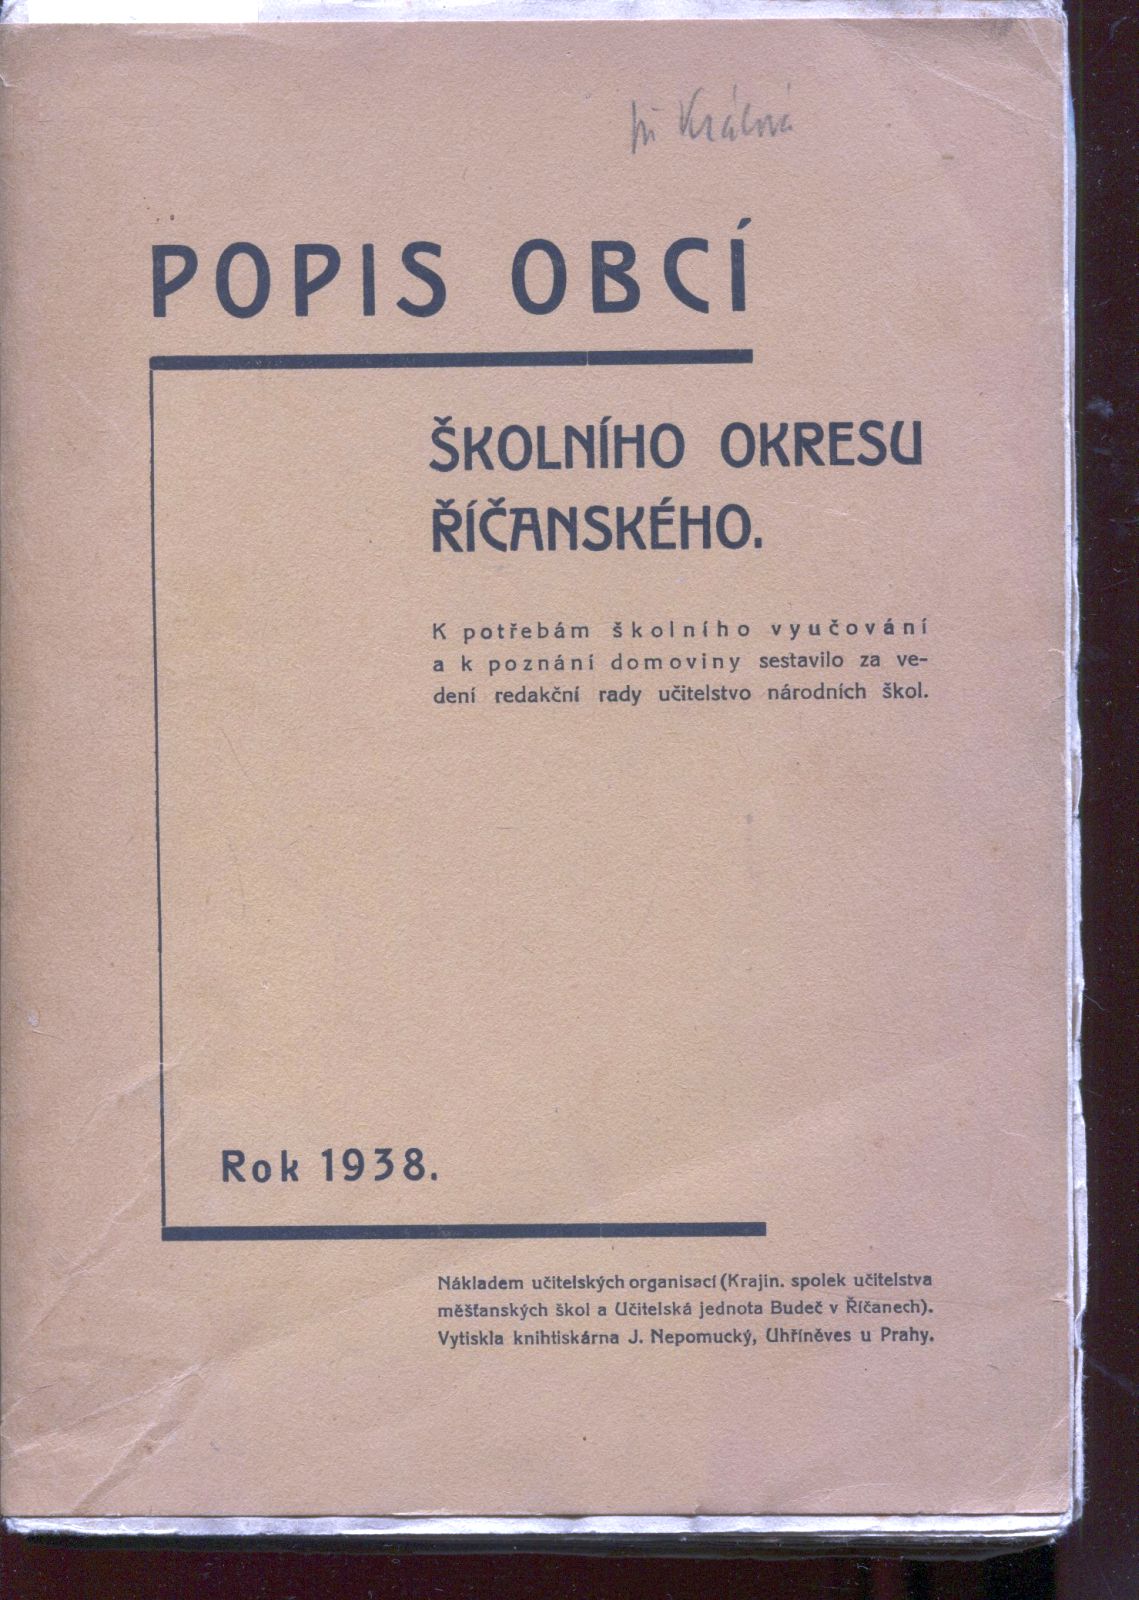 Králová
POPIS OBCÍ
ŠKOLNÍHO OKRESU
ŘÍČANSKÉHO.
K potřebám školního vyučování
a k poznání domoviny sestavilo za ve-
dení redakční rady učitelstvo národních škol.
Rok 1938.
Nákladem učitelských organisací (Krajin. spolek učitelstva
měšťanských škol a Učitelská jednota Budeč v Říčanech).
Vytiskla knihtiskárna J. Nepomucký, Uhříněves u Prahy.